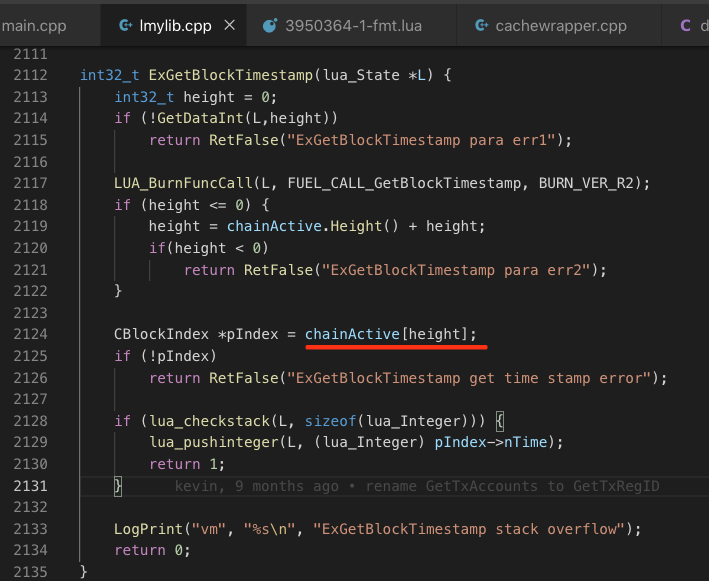 main.cpp lmylib.cpp × 3950364-1-fmt.lua cachewrapper.cpp d
2111
2112 int32_t ExGetBlockTimestamp(lua_State *L) {
2113 int32_t height = 0;
2114 if (!GetDataInt(L,height))
2115 return RetFalse("ExGetBlockTimestamp para err1");
2116
2117 LUA_BurnFuncCall(L, FUEL_CALL_GetBlockTimestamp, BURN_VER_R2);
2118 if (height <= 0) {
2119 height = chainActive.Height() + height;
2120 if(height < 0)
2121 return RetFalse("ExGetBlockTimestamp para err2");
2122 }
2123
2124 CBlockIndex *pIndex = chainActive[height];
2125 if (!pIndex)
2126 return RetFalse("ExGetBlockTimestamp get time stamp error");
2127
2128 if (lua_checkstack(L, sizeof(lua_Integer))) {
2129 lua_pushinteger(L, (lua_Integer) pIndex->nTime);
2130 return 1;
2131 } kevin, 9 months ago • rename GetTxAccounts to GetTxRegID
2132
2133 LogPrint("vm", "%s\n", "ExGetBlockTimestamp stack overflow");
2134 return 0;
2135 }